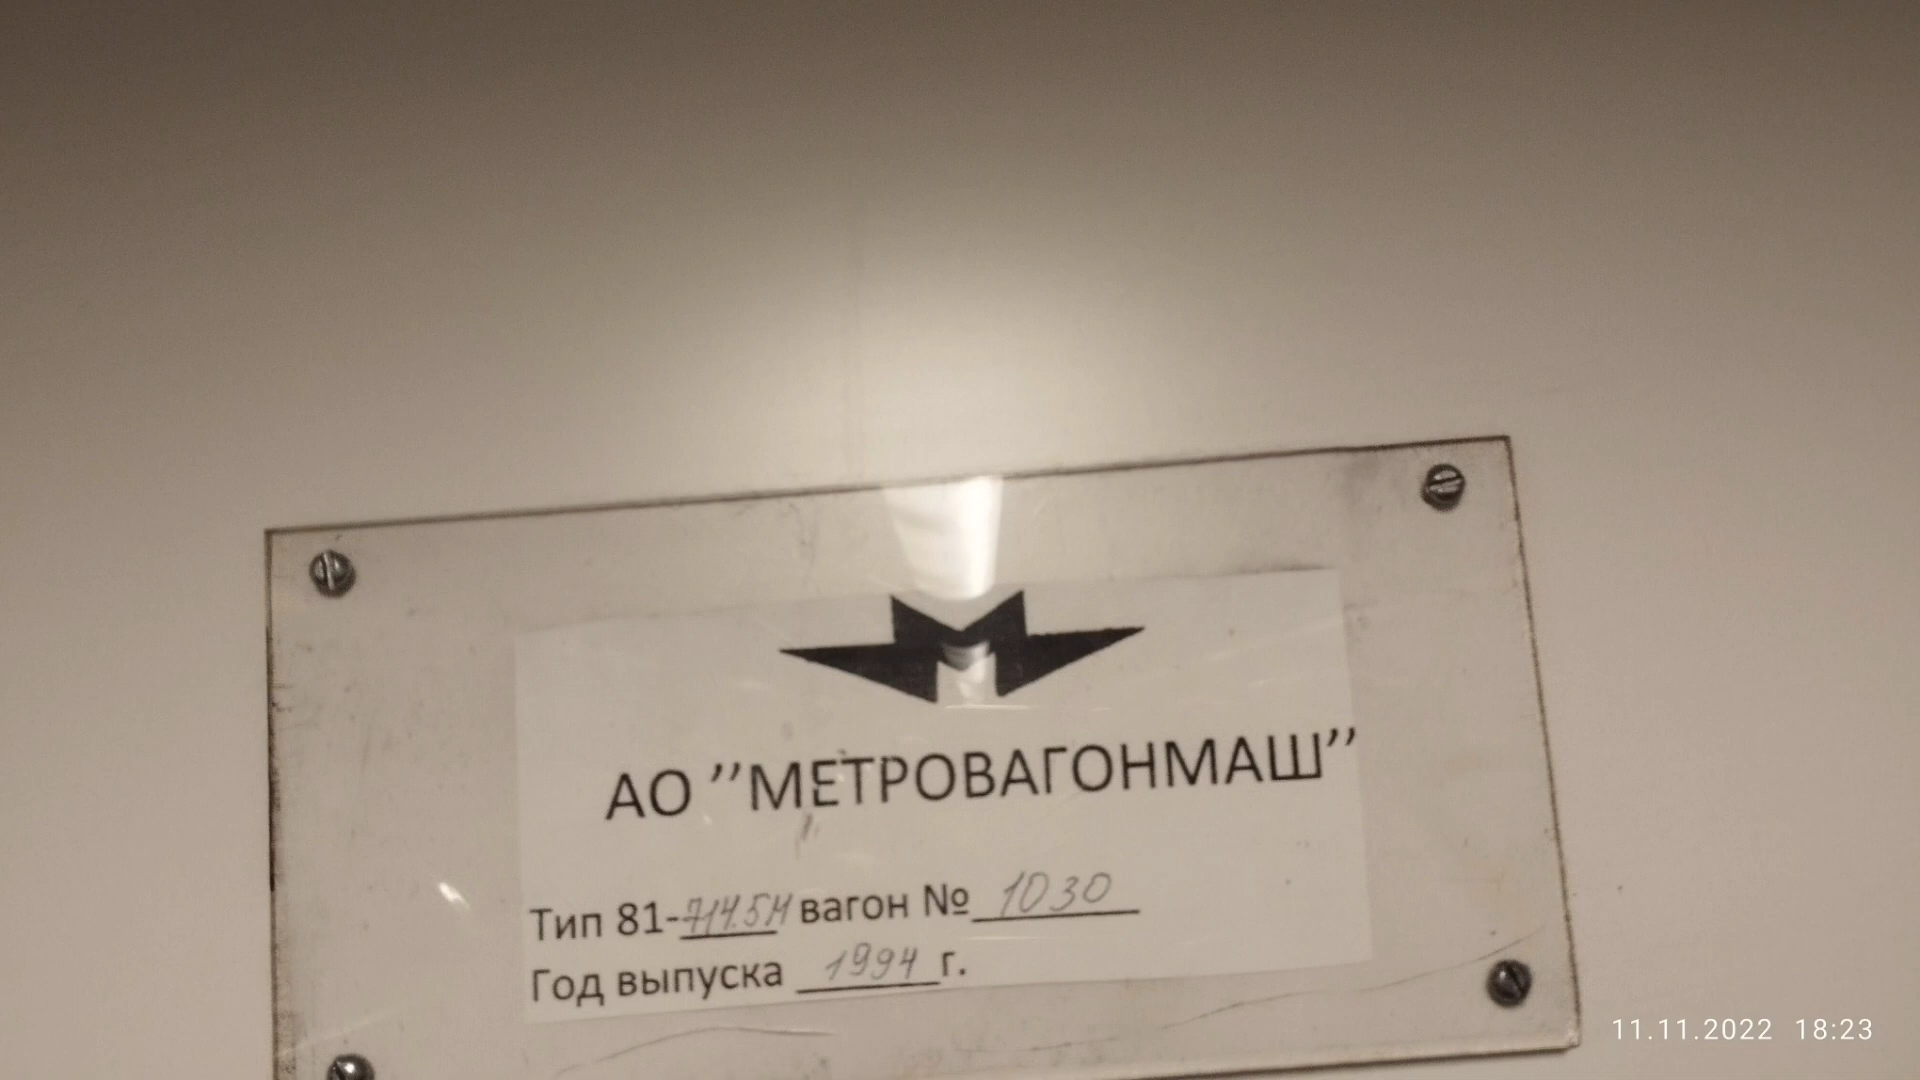 АО "МЕТРОВАГОНМАШ"
Тип 81-714.5М вагон № 1030
Год выпуска 1994 г.
11.11.2022 18:23